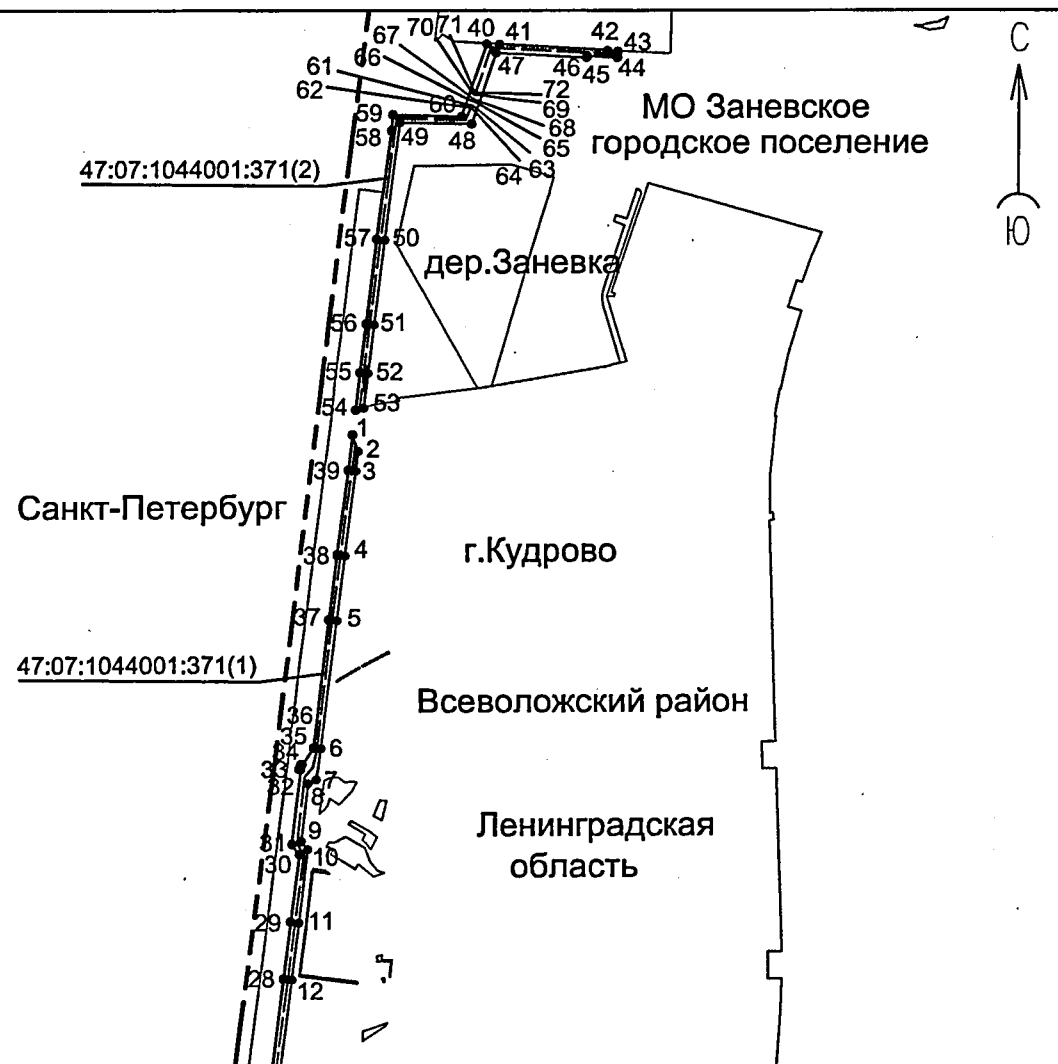 70 71 40 41 42 43
67 47 46 45 44
66
61 72
62 60 69
59 49 48 68
58 65
64 63
МО Заневское
городское поселение
С
Ю
47:07:1044001:371(2)
57 50
дер.Заневка
56 51
55 52
54 53
1
2
39 3
Санкт-Петербург
38 4
г.Кудрово
37 5
47:07:1044001:371(1)
Всеволожский район
36
35 6
34
33 7
32 8
31 9
30 10
Ленинградская
область
29 11
28 12